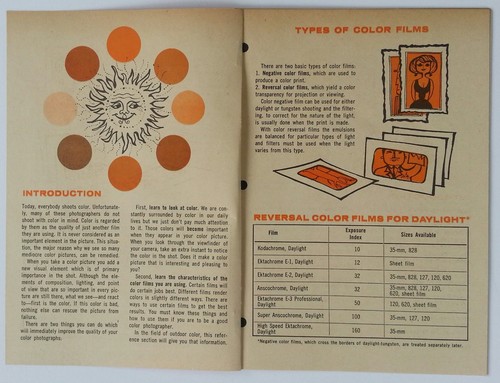 INTRODUCTION
Today, everybody shoots color. Unfortunate-
ly, many of these photographers do not
shoot with color in mind. Color is regarded
by them as the quality of just another film
they are using. It is never considered as an
important element in the picture. This situa-
tion, the major reason why we see so many
mediocre color pictures, can be remedied.
When you take a color picture you add a
new visual element which is of primary
importance in the shot. Although the ele-
ments of composition, lighting, and point
of view that are so important in every pic-
ture are still there, what we see—and react
to—first is the color. If this color is bad,
nothing else can rescue the picture from
failure.
There are two things you can do which
will immediately improve the quality of your
color photographs.
First, learn to look at color. We are con-
stantly surrounded by color in our daily
lives but we just don't pay much attention
to it. Those colors will become important
when they appear in your color picture.
When you look through the viewfinder of
your camera, take an extra instant to notice
the color in the shot. Does it make a color
picture that is interesting and pleasing to
you?
Second, learn the characteristics of the
color films you are using. Certain films will
do certain jobs best. Different films render
colors in slightly different ways. There are
ways to use certain films to get the best
results. You must know these things and
how to use them if you are to be a good
color photographer.
In the field of outdoor color, this refer-
ence section will give you that information.
TYPES OF COLOR FILMS
There are two basic types of color films:
1. Negative color films, which are used to
produce a color print.
2. Reversal color films, which yield a color
transparency for projection or viewing.
Color negative film can be used for either
daylight or tungsten shooting and the filter-
ing, to correct for the nature of the light,
is usually done when the print is made.
With color reversal films the emulsions
are balanced for particular types of light
and filters must be used when the light
varies from this type.
REVERSAL COLOR FILMS FOR DAYLIGHT*
Film Exposure Index Sizes Available
Kodachrome, Daylight 10 35-mm, 828
Ektachrome E-1, Daylight 12 Sheet film
Ektachrome E-2, Daylight 32 35-mm, 828, 127, 120, 620
Anscochrome, Daylight 32 35-mm, 828, 127, 120,
620, sheet film
Ektachrome E-3 Professional,
Daylight 50 120, 620, sheet film
Super Anscochrome, Daylight 100 35-mm, 127, 120
High Speed Ektachrome,
Daylight 160 35-mm
*Negative color films, which cross the borders of daylight-tungsten, are treated separately later.